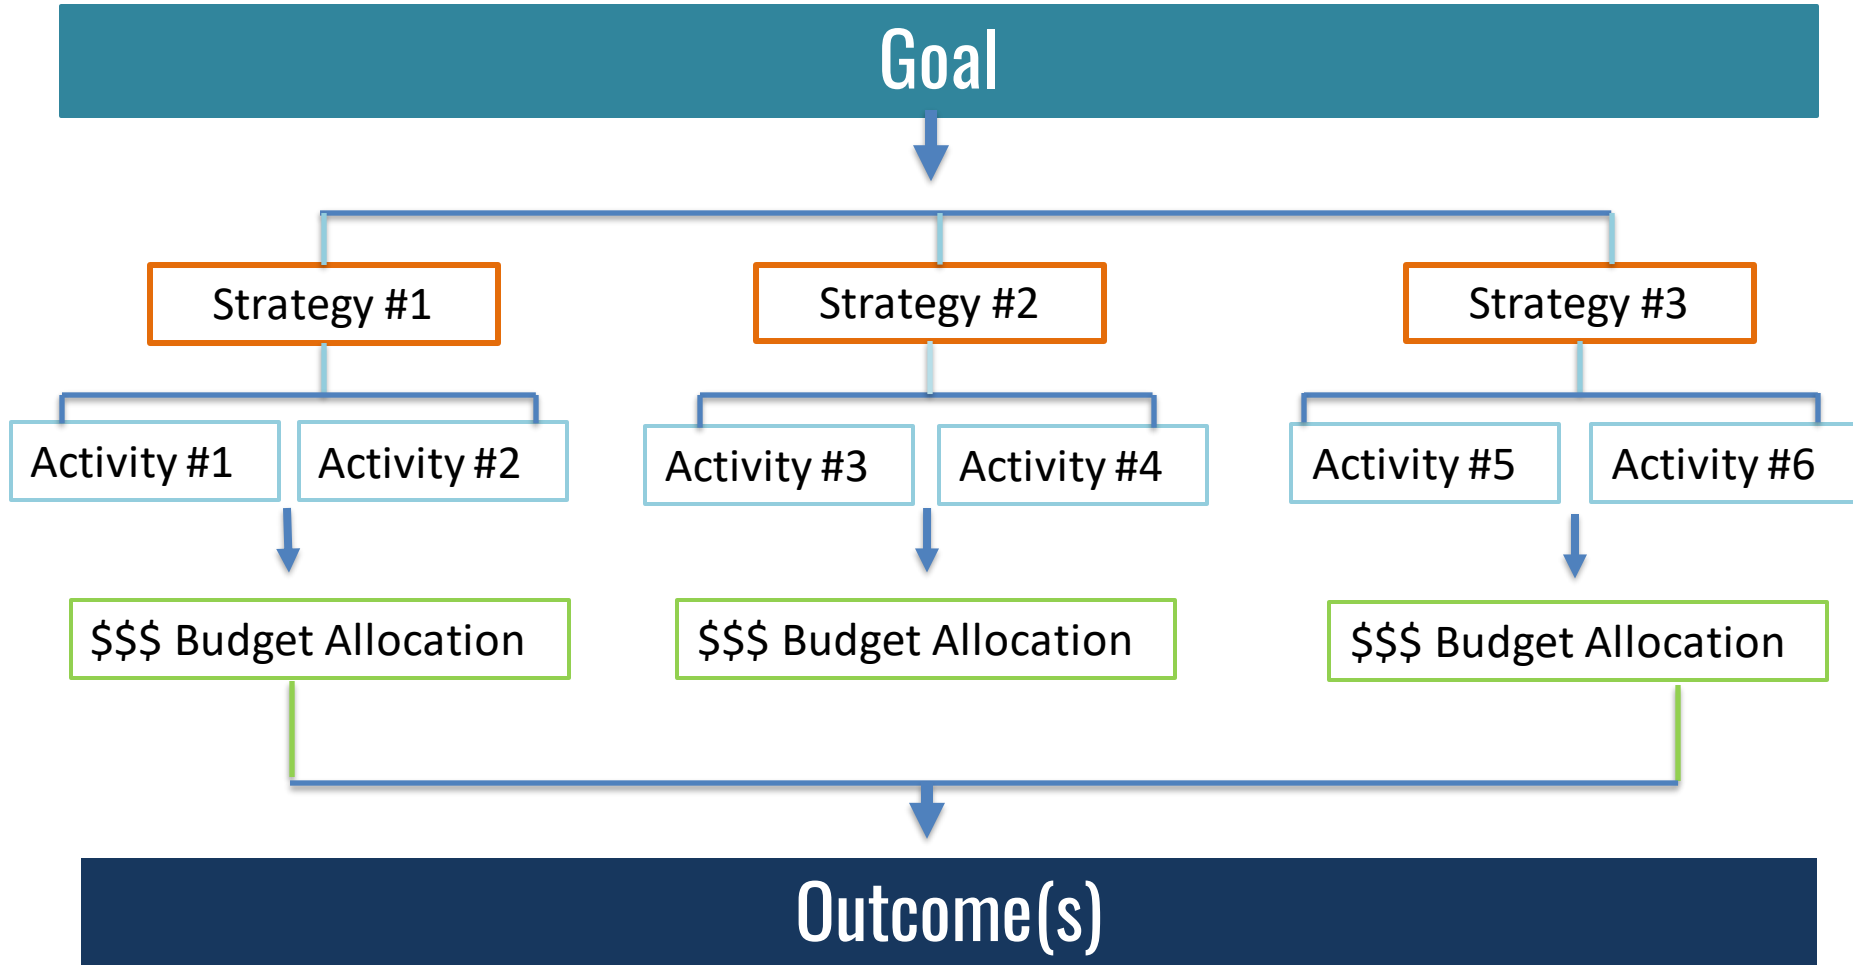 Goal
Strategy #1
Strategy #2
Strategy #3
Activity #1
Activity #2
Activity #3
Activity #4
Activity #5
Activity #6
$$$ Budget Allocation
$$$ Budget Allocation
$$$ Budget Allocation
Outcome(s)